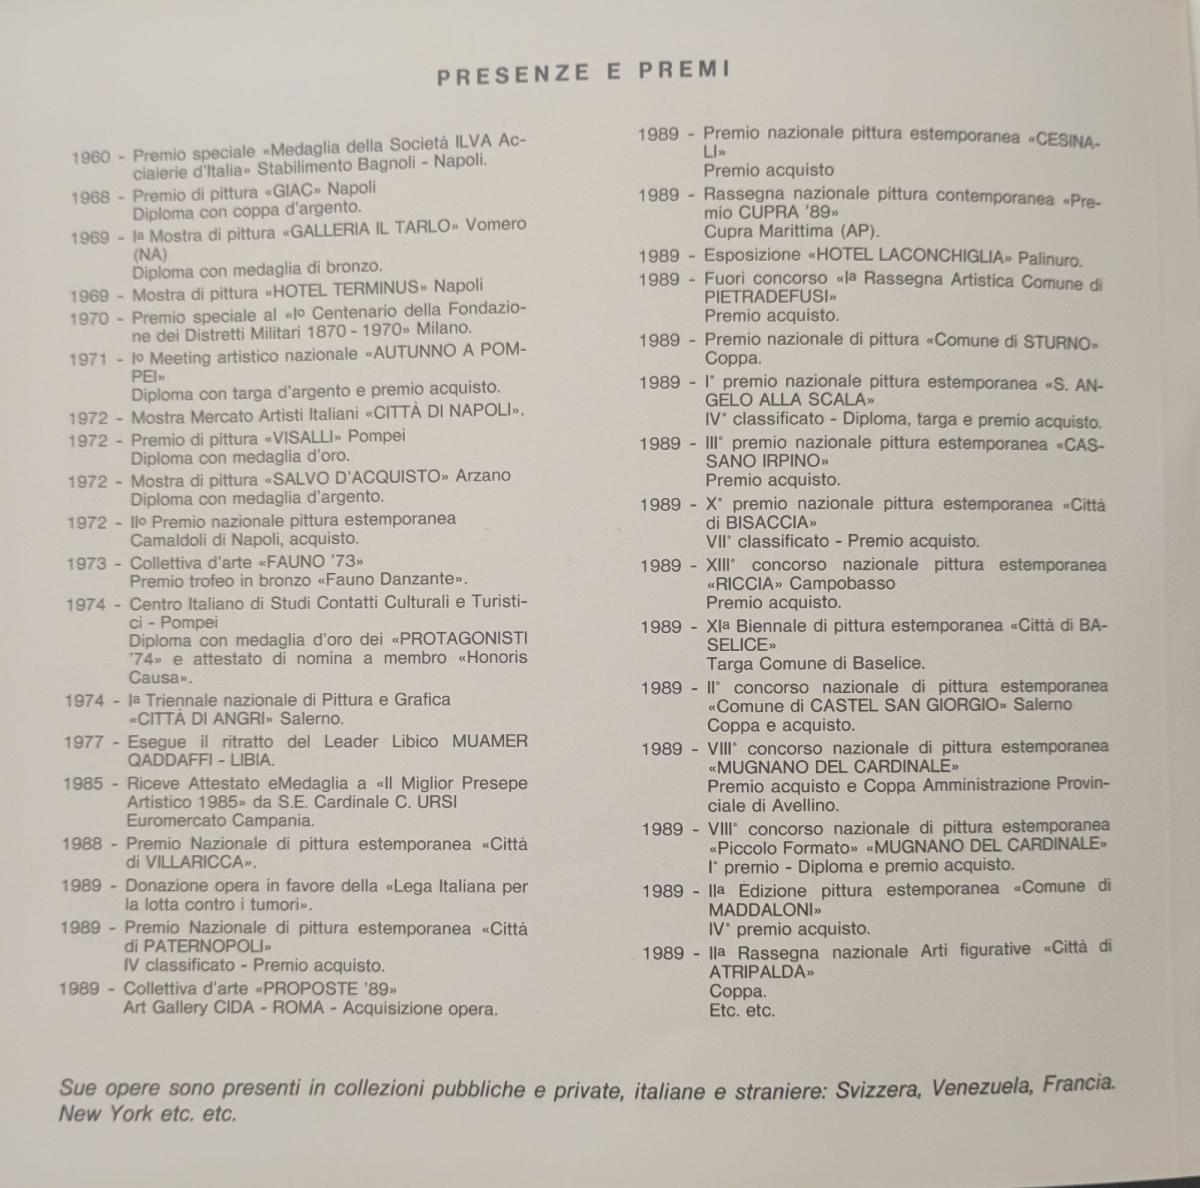 PRESENZE E PREMI
1960 - Premio speciale «Medaglia della Società ILVA Ac-
ciaierie d'Italia» Stabilimento Bagnoli - Napoli.
1968 - Premio di pittura «GIAC» Napoli
Diploma con coppa d'argento.
1969 - Iª Mostra di pittura «GALLERIA IL TARLO» Vomero
(NA)
Diploma con medaglia di bronzo.
1969 - Mostra di pittura «HOTEL TERMINUS» Napoli
1970 - Premio speciale al «Iº Centenario della Fondazio-
ne dei Distretti Militari 1870 - 1970» Milano.
1971 - Iº Meeting artistico nazionale «AUTUNNO A POM-
PEI»
Diploma con targa d'argento e premio acquisto.
1972 - Mostra Mercato Artisti Italiani «CITTÀ DI NAPOLI».
1972 - Premio di pittura «VISALLI» Pompei
Diploma con medaglia d'oro.
1972 - Mostra di pittura «SALVO D'ACQUISTO» Arzano
Diploma con medaglia d'argento.
1972 - IIº Premio nazionale pittura estemporanea
Camaldoli di Napoli, acquisto.
1973 - Collettiva d'arte «FAUNO '73»
Premio trofeo in bronzo «Fauno Danzante».
1974 - Centro Italiano di Studi Contatti Culturali e Turisti-
ci - Pompei
Diploma con medaglia d'oro dei «PROTAGONISTI
'74» e attestato di nomina a membro «Honoris
Causa».
1974 - Iª Triennale nazionale di Pittura e Grafica
«CITTÀ DI ANGRI» Salerno.
1977 - Esegue il ritratto del Leader Libico MUAMER
QADDAFFI - LIBIA.
1985 - Riceve Attestato eMedaglia a «Il Miglior Presepe
Artistico 1985» da S.E. Cardinale C. URSI
Euromercato Campania.
1988 - Premio Nazionale di pittura estemporanea «Città
di VILLARICCA».
1989 - Donazione opera in favore della «Lega Italiana per
la lotta contro i tumori».
1989 - Premio Nazionale di pittura estemporanea «Città
di PATERNOPOLI»
IV classificato - Premio acquisto.
1989 - Collettiva d'arte «PROPOSTE '89»
Art Gallery CIDA - ROMA - Acquisizione opera.
1989 - Premio nazionale pittura estemporanea «CESINA-
LI»
Premio acquisto
1989 - Rassegna nazionale pittura contemporanea «Pre-
mio CUPRA '89»
Cupra Marittima (AP).
1989 - Esposizione «HOTEL LACONCHIGLIA» Palinuro.
1989 - Fuori concorso «Iª Rassegna Artistica Comune di
PIETRADEFUSI»
Premio acquisto.
1989 - Premio nazionale di pittura «Comune di STURNO»
Coppa.
1989 - I° premio nazionale pittura estemporanea «S. AN-
GELO ALLA SCALA»
IV° classificato - Diploma, targa e premio acquisto.
1989 - III° premio nazionale pittura estemporanea «CAS-
SANO IRPINO»
Premio acquisto.
1989 - X° premio nazionale pittura estemporanea «Città
di BISACCIA»
VII° classificato - Premio acquisto.
1989 - XIII° concorso nazionale pittura estemporanea
«RICCIA» Campobasso
Premio acquisto.
1989 - XIª Biennale di pittura estemporanea «Città di BA-
SELICE»
Targa Comune di Baselice.
1989 - II° concorso nazionale di pittura estemporanea
«Comune di CASTEL SAN GIORGIO» Salerno
Coppa e acquisto.
1989 - VIII° concorso nazionale di pittura estemporanea
«MUGNANO DEL CARDINALE»
Premio acquisto e Coppa Amministrazione Provin-
ciale di Avellino.
1989 - VIII° concorso nazionale di pittura estemporanea
«Piccolo Formato» «MUGNANO DEL CARDINALE»
I° premio - Diploma e premio acquisto.
1989 - IIª Edizione pittura estemporanea «Comune di
MADDALONI»
IV° premio acquisto.
1989 - IIª Rassegna nazionale Arti figurative «Città di
ATRIPALDA»
Coppa.
Etc. etc.
Sue opere sono presenti in collezioni pubbliche e private, italiane e straniere: Svizzera, Venezuela, Francia.
New York etc. etc.